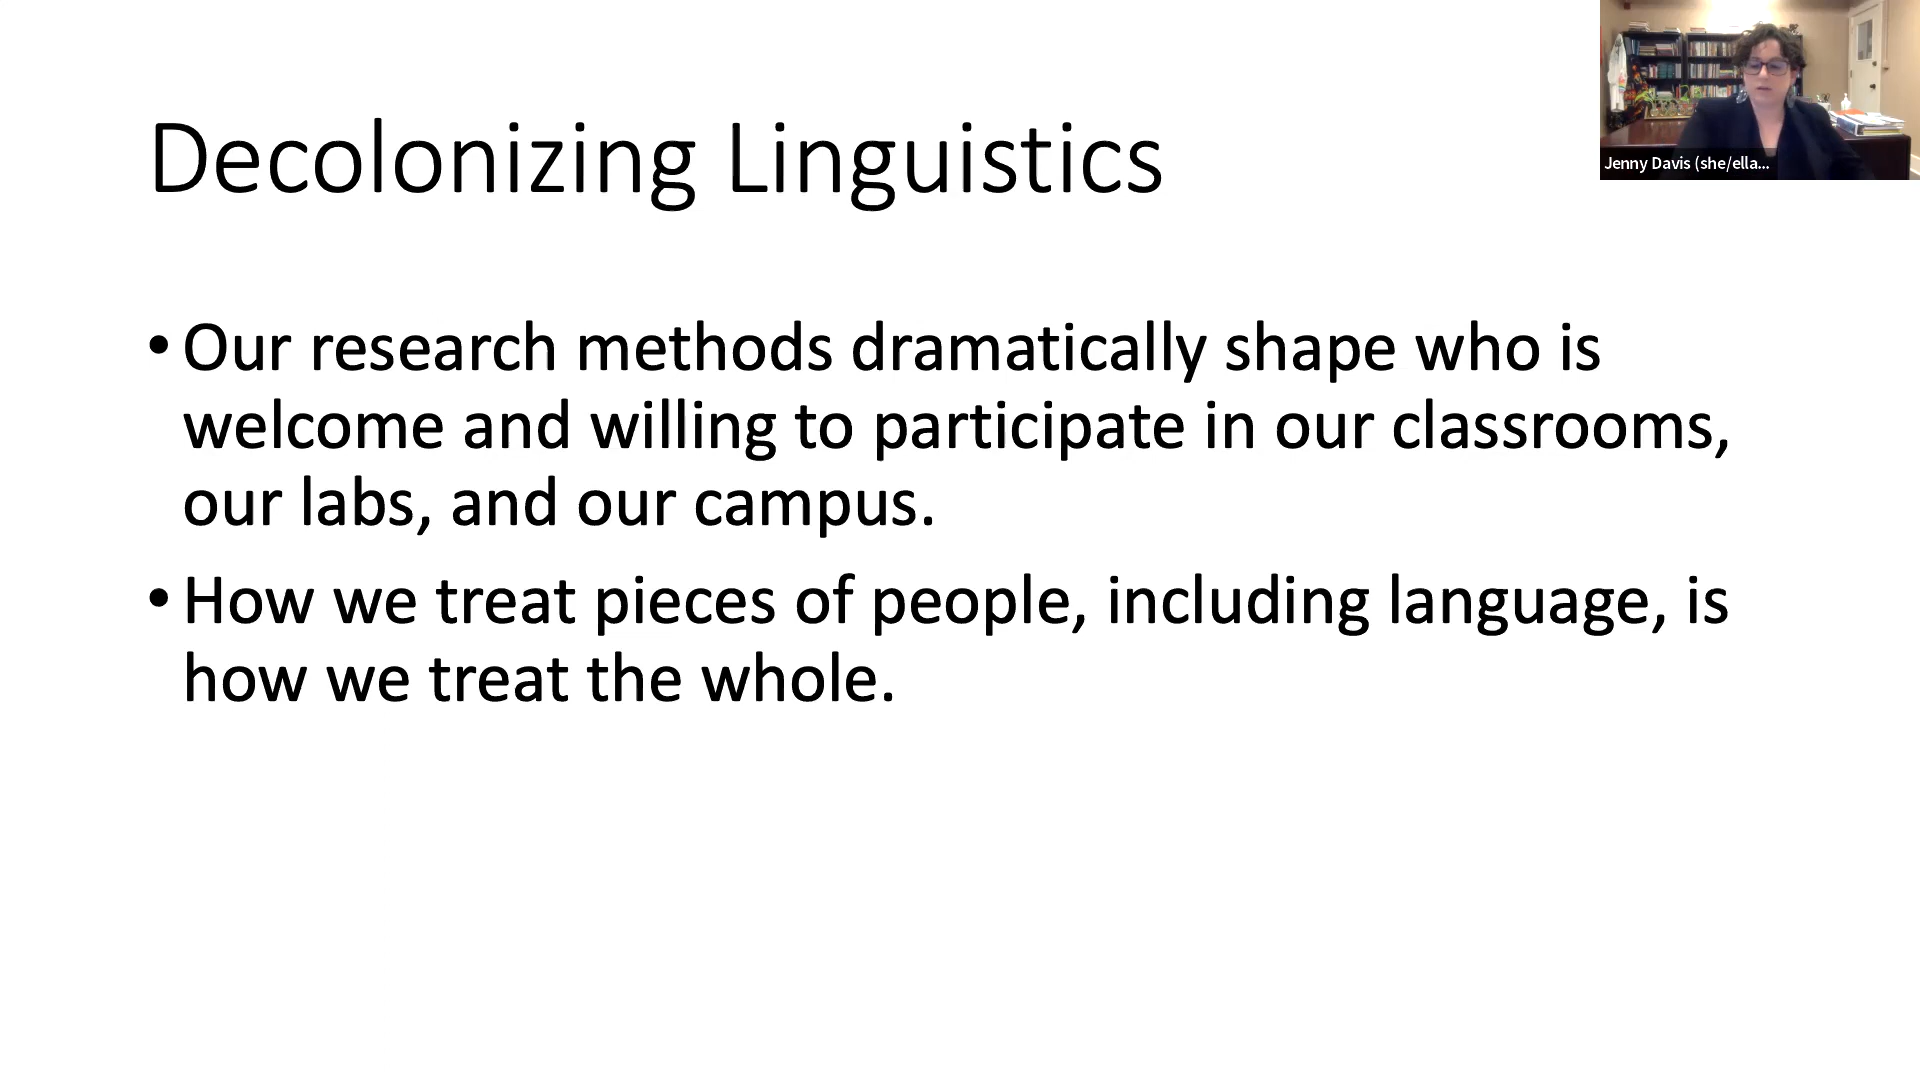 Decolonizing Linguistics
• Our research methods dramatically shape who is
welcome and willing to participate in our classrooms,
our labs, and our campus.
• How we treat pieces of people, including language, is
how we treat the whole.
Jenny Davis (she/ella...